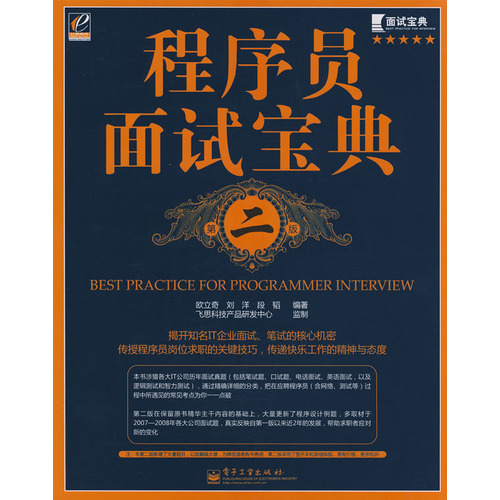 面试宝典
BEST PRACTICE FOR INTERVIEW
程序员
面试宝典
第二版
BEST PRACTICE FOR PROGRAMMER INTERVIEW
欧立奇 刘洋 段韬 编著
飞思科技产品研发中心 监制
揭开知名IT企业面试、笔试的核心机密
传授程序员岗位求职的关键技巧，传递快乐工作的精神与态度
本书涉猎各大IT公司历年面试真题（包括笔试题、口试题、电话面试、英语面试，以及
逻辑测试和智力测试），通过精确详细的分类，把在应聘程序员（含网络、测试等）过
程中所遇见的常见考点为你一一点破
第二版在保留原书精华主干内容的基础上，大量更新了程序设计例题，多取材于
2007—2008年各大公司面试题，真实反映自第一版以来近2年的发展，帮助求职者应对
新的变化
电子工业出版社